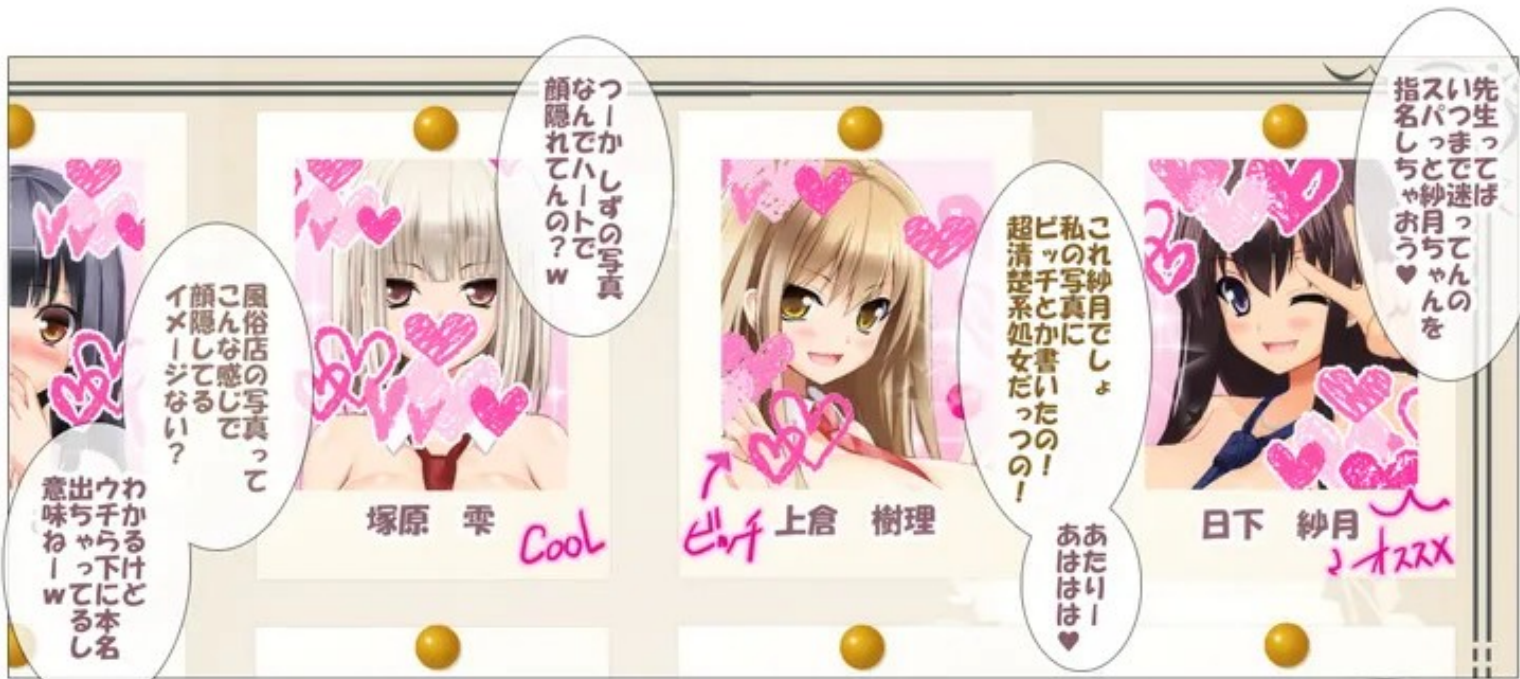 先生ってば
いつまで迷ってんの
スパっと紗月ちゃんを
指名しちゃおう♥
これ紗月でしょ
私の写真に
ビッチとか書いたの!
超清楚系処女だっつの!
あたりー
あははは♥
つーか しずの写真
なんでハートで
顔隠れてんの?w
風俗店の写真って
こんな感じで
顔隠してる
イメージない?
わかるけど
ウチら下に本名
出ちゃってるし
意味ねーw
日下 紗月
オススメ
上倉 樹理
ビッチ
塚原 雫
COOL